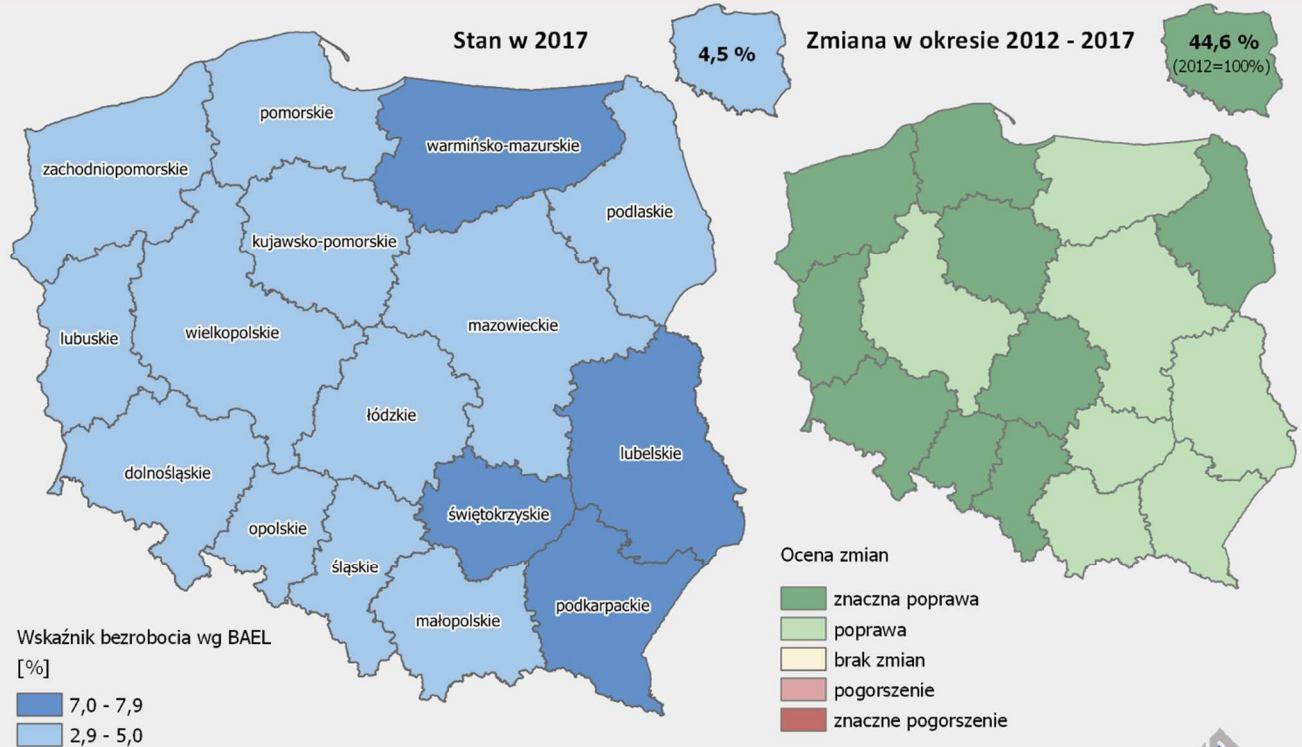 Stan w 2017
4,5 %
Zmiana w okresie 2012 - 2017
44,6 %
(2012=100%)
pomorskie
warmińsko-mazurskie
zachodniopomorskie
podlaskie
kujawsko-pomorskie
mazowieckie
wielkopolskie
lubuskie
łódzkie
lubelskie
dolnośląskie
świętokrzyskie
opolskie
śląskie
podkarpackie
małopolskie
Wskaźnik bezrobocia wg BAEL
[%]
7,0 - 7,9
2,9 - 5,0
Ocena zmian
znaczna poprawa
poprawa
brak zmian
pogorszenie
znaczne pogorszenie